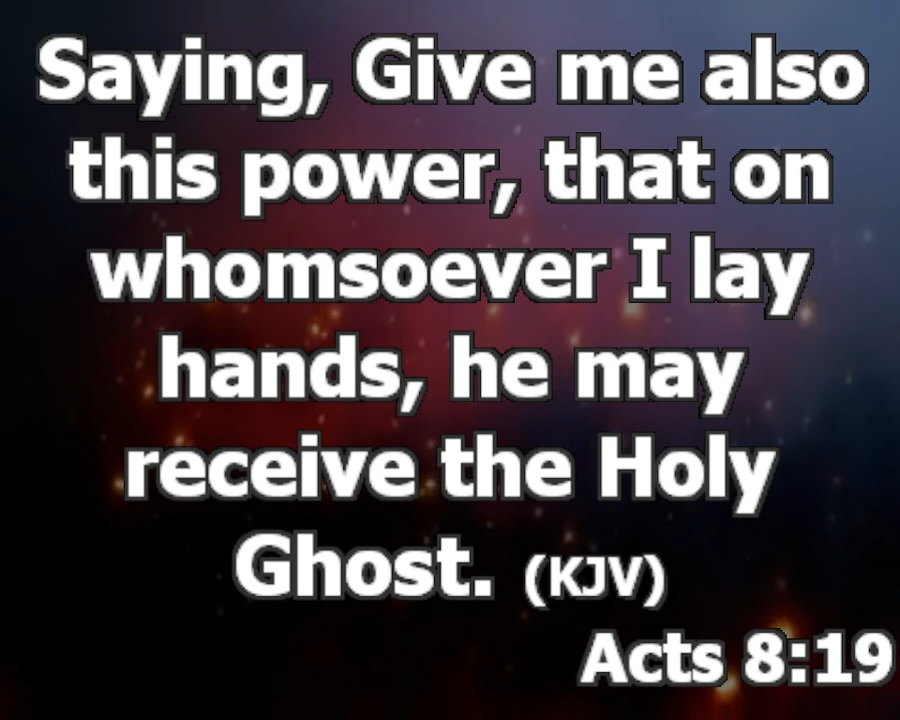 Saying, Give me also
this power, that on
whomsoever I lay
hands, he may
receive the Holy
Ghost. (KJV)
Acts 8:19